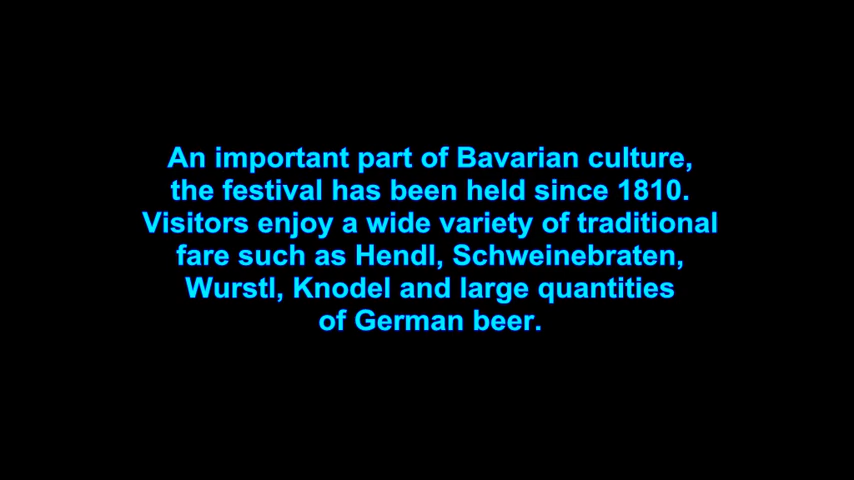 An important part of Bavarian culture,
the festival has been held since 1810.
Visitors enjoy a wide variety of traditional
fare such as Hendl, Schweinebraten,
Wurstl, Knodel and large quantities
of German beer.